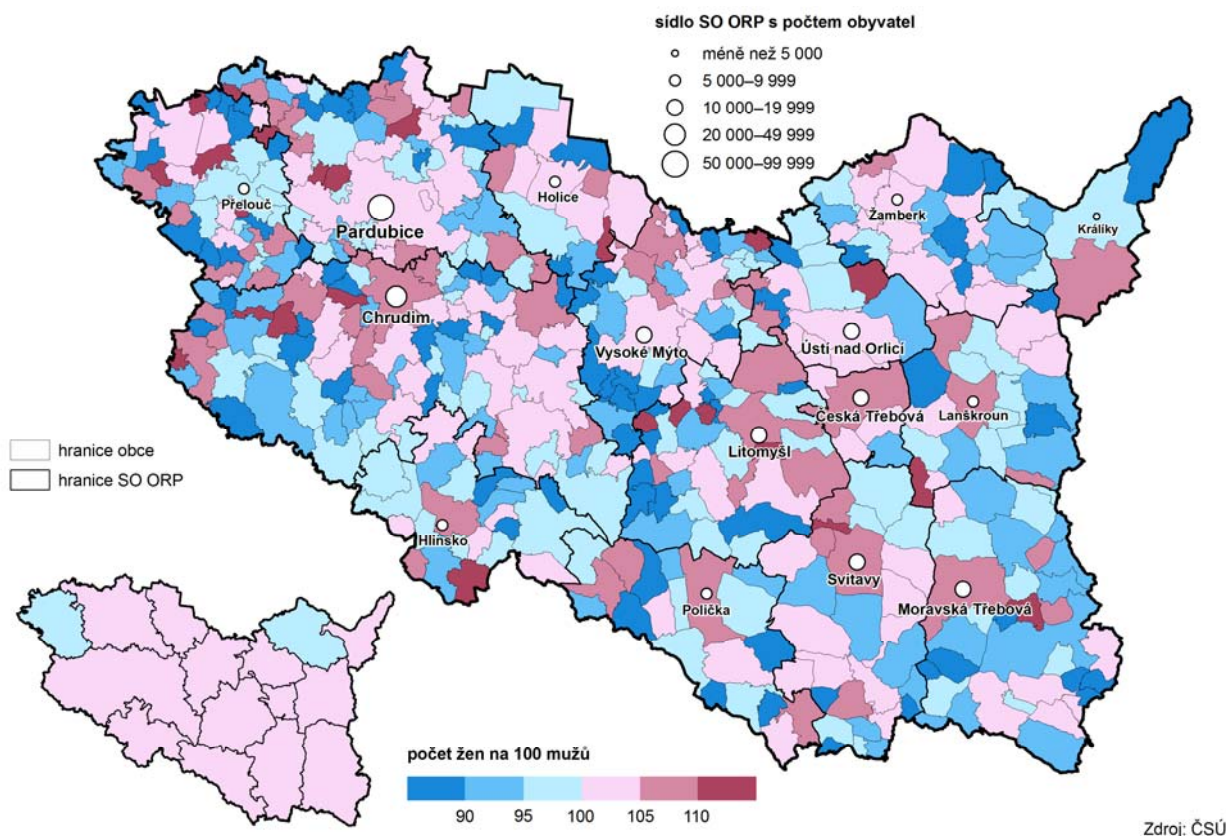 sídlo SO ORP s počtem obyvatel
méně než 5 000
5 000–9 999
10 000–19 999
20 000–49 999
50 000–99 999
Přelouč
Pardubice
Holice
Žamberk
Králíky
Chrudim
Vysoké Mýto
Ústí nad Orlicí
Česká Třebová
Lanškroun
Litomyšl
hranice obce
hranice SO ORP
Hlinsko
Svitavy
Polička
Moravská Třebová
počet žen na 100 mužů
90 95 100 105 110
Zdroj: ČSÚ